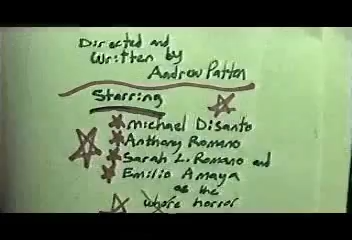 Directed and
Written by
Andrew Patten
Starring
Michael DiSanto
Anthony Romano
Sarah L. Romano and
Emilio Amaya
as the
whore horror